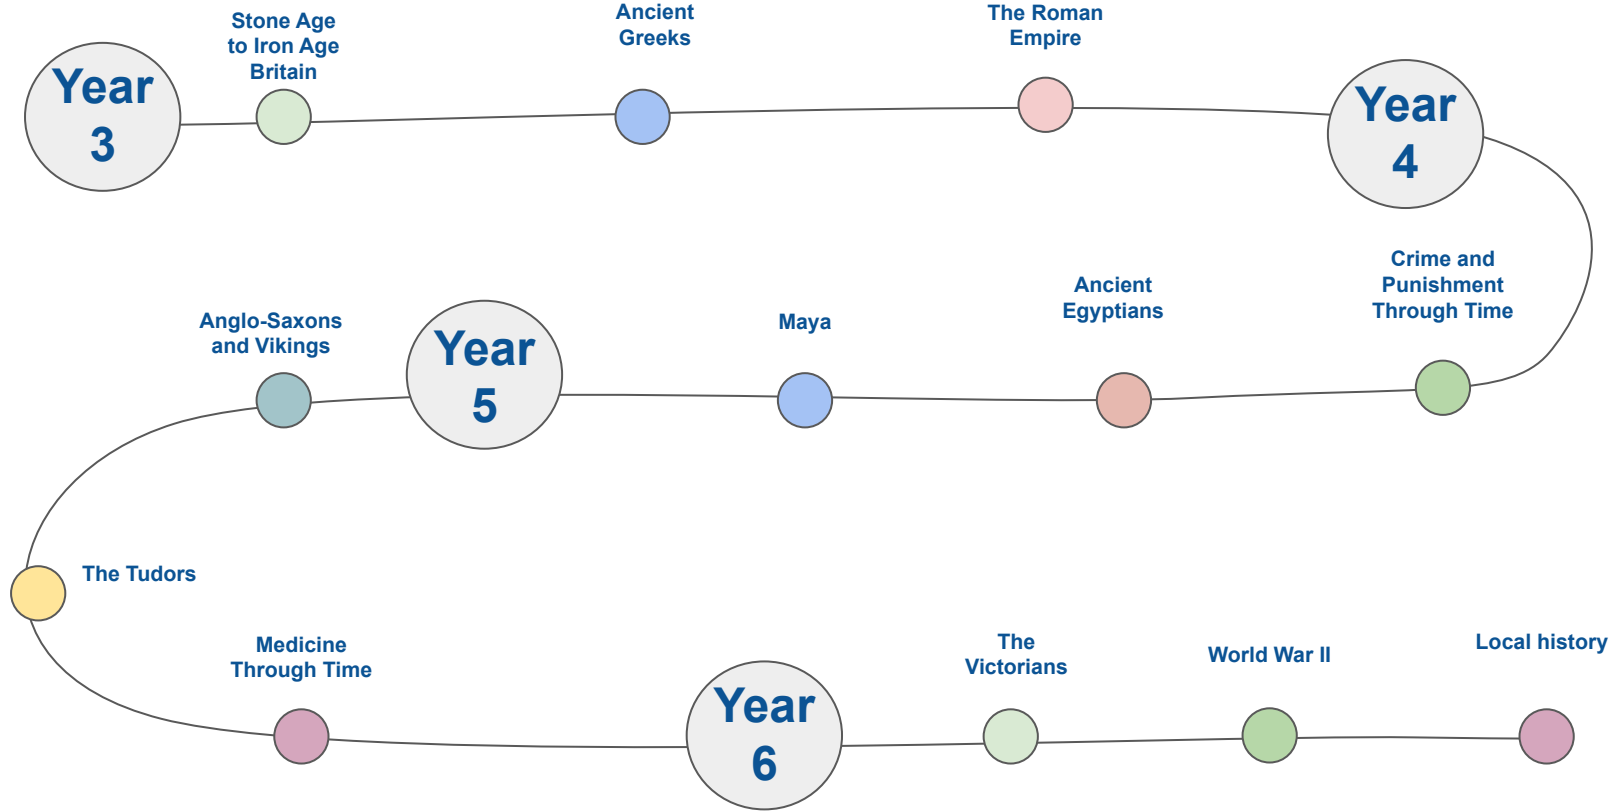 Year
3
Stone Age
to Iron Age
Britain
Ancient
Greeks
The Roman
Empire
Year
4
Crime and
Punishment
Through Time
Ancient
Egyptians
Maya
Year
5
Anglo-Saxons
and Vikings
The Tudors
Medicine
Through Time
Year
6
The
Victorians
World War II
Local history